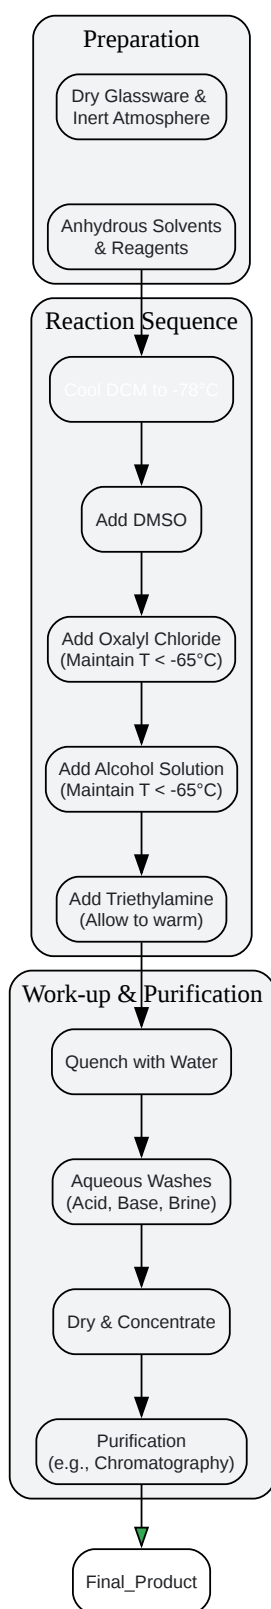 Preparation
Dry Glassware &
Inert Atmosphere
Anhydrous Solvents
& Reagents
Reaction Sequence
Cool DCM to -78°C
Add DMSO
Add Oxalyl Chloride
(Maintain T < -65°C)
Add Alcohol Solution
(Maintain T < -65°C)
Add Triethylamine
(Allow to warm)
Work-up & Purification
Quench with Water
Aqueous Washes
(Acid, Base, Brine)
Dry & Concentrate
Purification
(e.g., Chromatography)
Final_Product